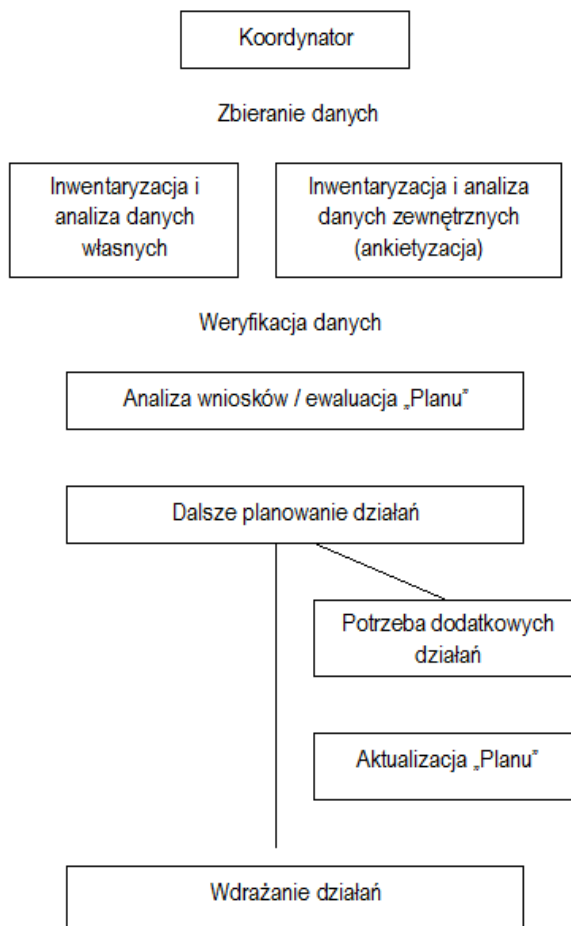 Koordynator
Zbieranie danych
Inwentaryzacja i
analiza danych
własnych
Inwentaryzacja i analiza
danych zewnętrznych
(ankietyzacja)
Weryfikacja danych
Analiza wniosków / ewaluacja „Planu”
Dalsze planowanie działań
Potrzeba dodatkowych
działań
Aktualizacja „Planu”
Wdrażanie działań